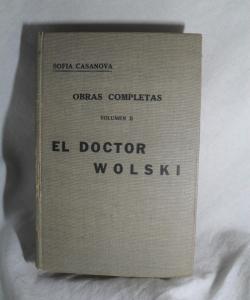 SOFIA CASANOVA
OBRAS COMPLETAS
VOLUMEN II
EL DOCTOR
WOLSKI